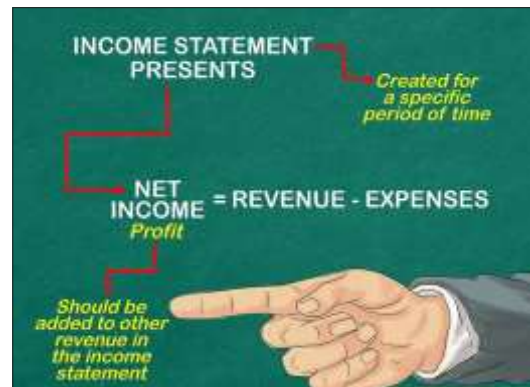 INCOME STATEMENT
PRESENTS
Created for
a specific
period of time
NET
INCOME
= REVENUE - EXPENSES
Profit
Should be
added to other
revenue in
the income
statement